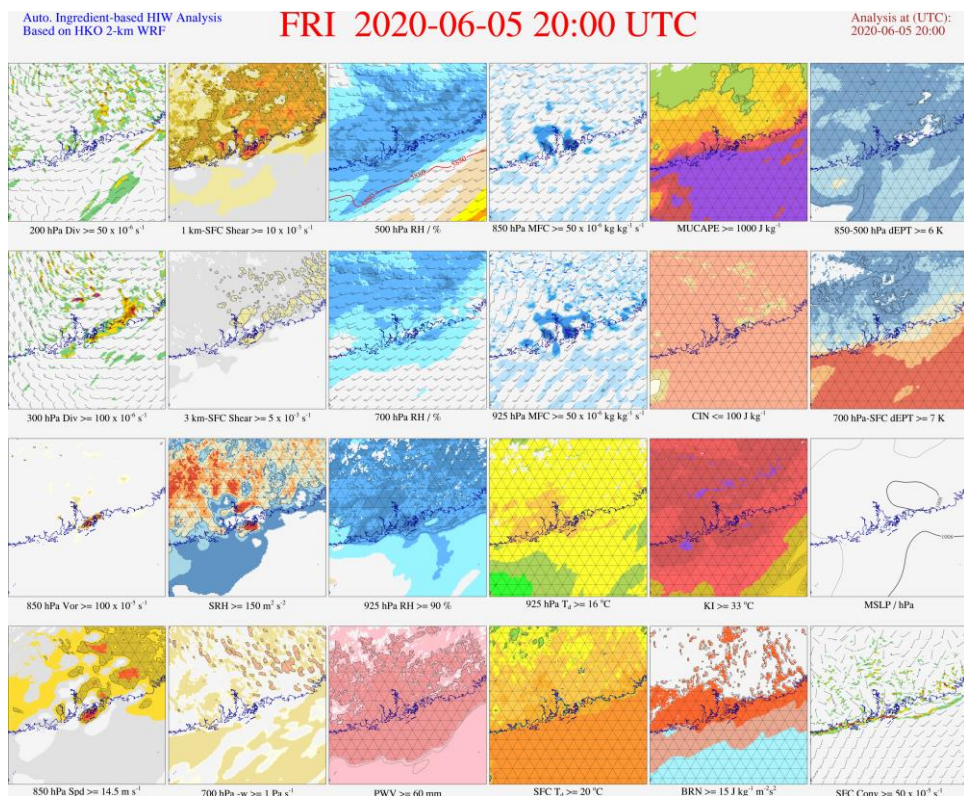 Auto. Ingredient-based HIW Analysis
Based on HKO 2-km WRF
FRI 2020-06-05 20:00 UTC
Analysis at (UTC):
2020-06-05 20:00
200 hPa Div >= 50 x 10⁻⁶ s⁻¹
1 km-SFC Shear >= 10 x 10⁻³ s⁻¹
500 hPa RH / %
850 hPa MFC >= 50 x 10⁻⁶ kg kg⁻¹ s⁻¹
MUCAPE >= 1000 J kg⁻¹
850-500 hPa dEPT >= 6 K
300 hPa Div >= 100 x 10⁻⁶ s⁻¹
3 km-SFC Shear >= 5 x 10⁻³ s⁻¹
700 hPa RH / %
925 hPa MFC >= 50 x 10⁻⁶ kg kg⁻¹ s⁻¹
CIN <= 100 J kg⁻¹
700 hPa-SFC dEPT >= 7 K
850 hPa Vor >= 100 x 10⁻⁵ s⁻¹
SRH >= 150 m² s⁻²
925 hPa RH >= 90 %
925 hPa T_d >= 16 °C
KI >= 33 °C
MSLP / hPa
850 hPa Spd >= 14.5 m s⁻¹
700 hPa -w >= 1 Pa s⁻¹
PWV >= 60 mm
SFC T_d >= 20 °C
BRN >= 15 J kg⁻¹ m⁻²s²
SFC Conv >= 50 x 10⁻⁵ s⁻¹